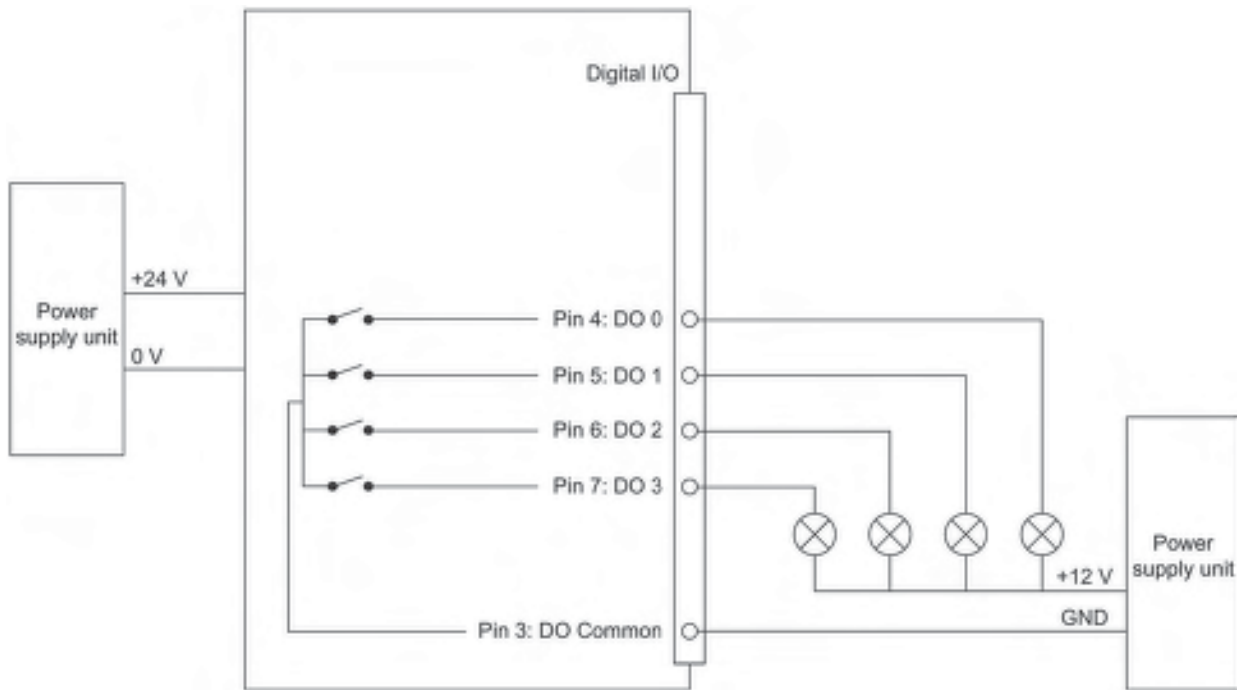 Digital I/O
+24 V
Power
supply unit
0 V
Pin 4: DO 0
Pin 5: DO 1
Pin 6: DO 2
Pin 7: DO 3
Power
supply unit
+12 V
GND
Pin 3: DO Common